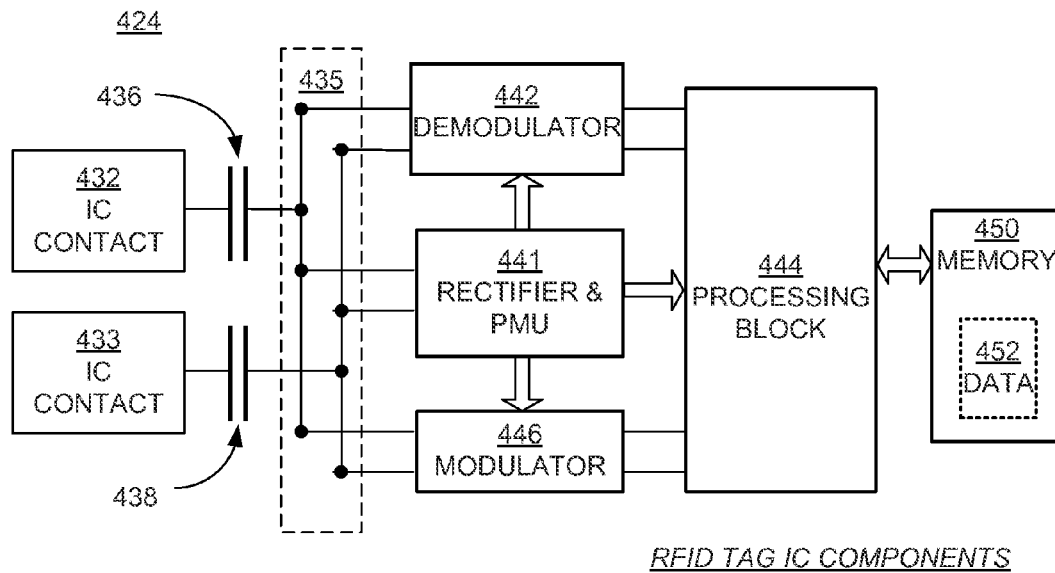 424
436
435
442
DEMODULATOR
432
IC
CONTACT
441
RECTIFIER &
PMU
444
PROCESSING
BLOCK
450
MEMORY
433
IC
CONTACT
452
DATA
446
MODULATOR
438
RFID TAG IC COMPONENTS